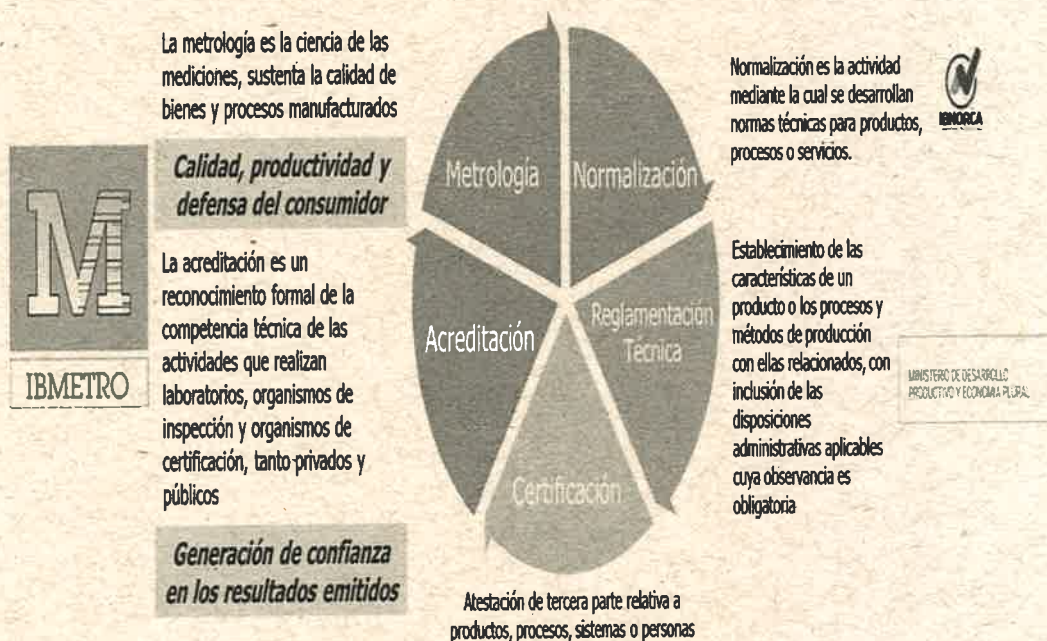 La metrología es la ciencia de las
mediciones, sustenta la calidad de
bienes y procesos manufacturados
Calidad, productividad y
defensa del consumidor
M
IBMETRO
La acreditación es un
reconocimiento formal de la
competencia técnica de las
actividades que realizan
laboratorios, organismos de
inspección y organismos de
certificación, tanto privados y
públicos
Generación de confianza
en los resultados emitidos
Metrología
Normalización
Acreditación
Reglamentación
Técnica
Certificación
Normalización es la actividad
mediante la cual se desarrollan
normas técnicas para productos,
procesos o servicios.
IBNORCA
Establecimiento de las
características de un
producto o los procesos y
métodos de producción
con ellas relacionados, con
inclusión de las
disposiciones
administrativas aplicables
cuya observancia es
obligatoria
MINISTERIO DE DESARROLLO
PRODUCTIVO Y ECONOMIA PLURAL
Atestación de tercera parte relativa a
productos, procesos, sistemas o personas